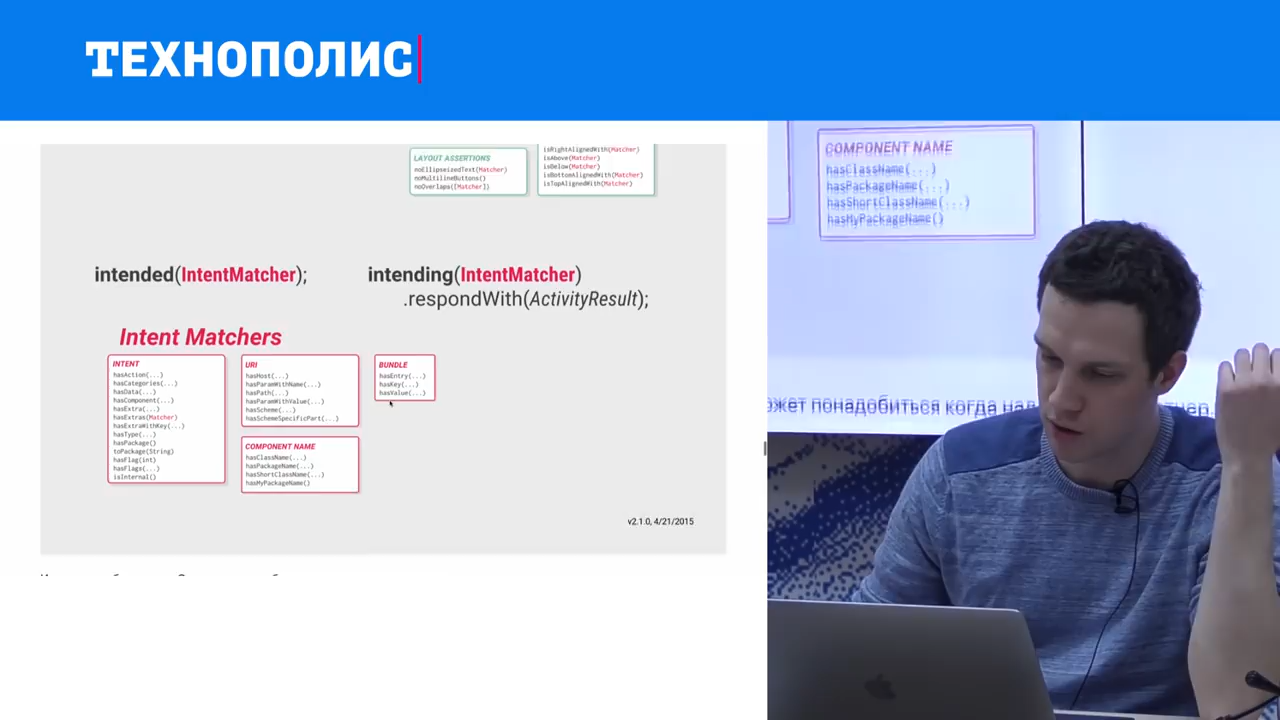 ТЕХНОПОЛИС
LAYOUT ASSERTIONS
noEllipseizedText(Matcher)
noMultilineButtons()
noOverlaps([Matcher])
isRightAlignedWith(Matcher)
isAbove(Matcher)
isBelow(Matcher)
isBottomAlignedWith(Matcher)
isTopAlignedWith(Matcher)
intended(IntentMatcher);
intending(IntentMatcher)
.respondWith(ActivityResult);
Intent Matchers
INTENT
hasAction(...)
hasCategories(...)
hasData(...)
hasComponent(...)
hasExtra(...)
hasExtras(Matcher)
hasExtraWithKey(...)
hasType(...)
hasPackage()
toPackage(String)
hasFlag(int)
hasFlags(...)
isInternal()
URI
hasHost(...)
hasParamWithName(...)
hasPath(...)
hasParamWithValue(...)
hasScheme(...)
hasSchemeSpecificPart(...)
COMPONENT NAME
hasClassName(...)
hasPackageName(...)
hasShortClassName(...)
hasMyPackageName()
BUNDLE
hasEntry(...)
hasKey(...)
hasValue(...)
v2.1.0, 4/21/2015
COMPONENT NAME
hasClassName(...)
hasPackageName(...)
hasShortClassName(...)
hasMyPackageName()
понадобиться когда